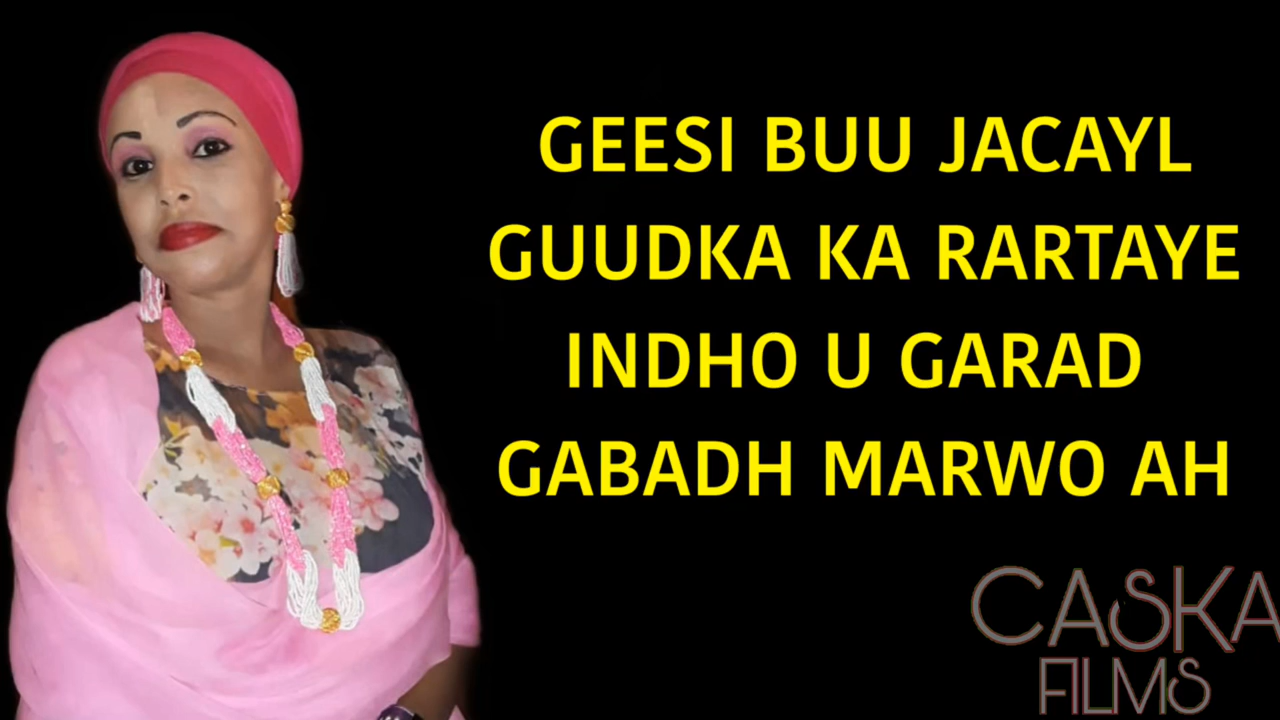 GEESI BUU JACAYL
GUUDKA KA RARTAYE
INDHO U GARAD
GABADH MARWO AH
CASKA
FILMS